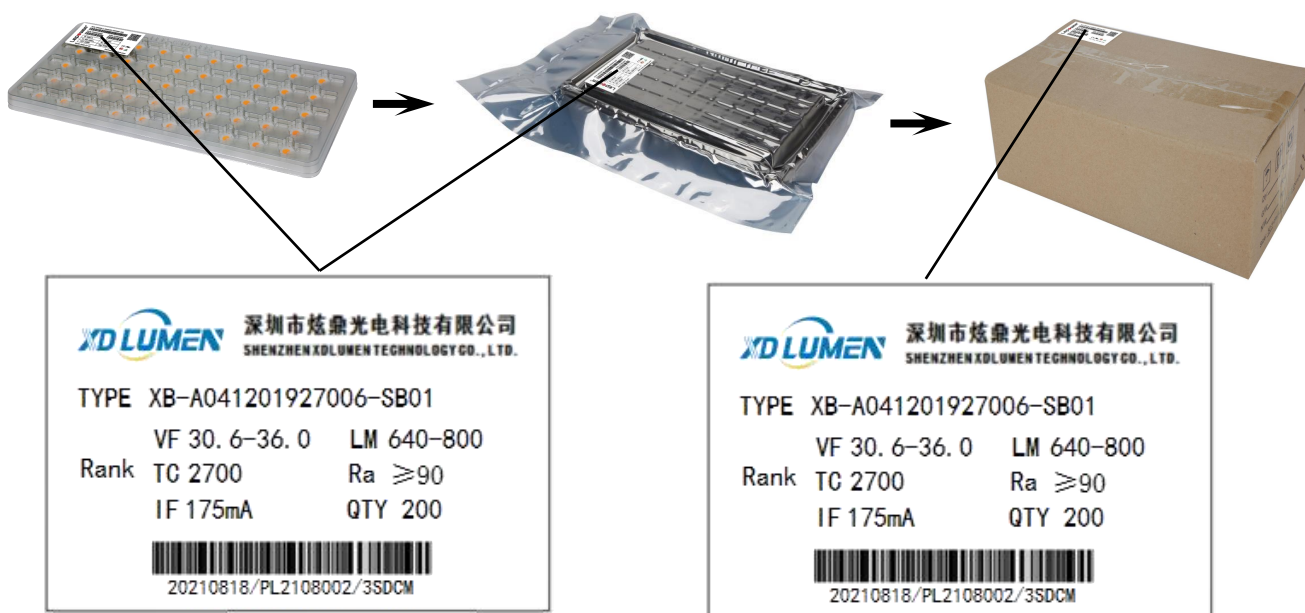 XD LUMEN
深圳市炫鼎光电科技有限公司
SHENZHEN XDLUMEN TECHNOLOGY CO., LTD.
TYPE XB-A041201927006-SB01
VF 30.6-36.0 LM 640-800
Rank TC 2700 Ra ≥90
IF 175mA QTY 200
20210818/PL2108002/3SDCM
XD LUMEN
深圳市炫鼎光电科技有限公司
SHENZHEN XDLUMEN TECHNOLOGY CO., LTD.
TYPE XB-A041201927006-SB01
VF 30.6-36.0 LM 640-800
Rank TC 2700 Ra ≥90
IF 175mA QTY 200
20210818/PL2108002/3SDCM